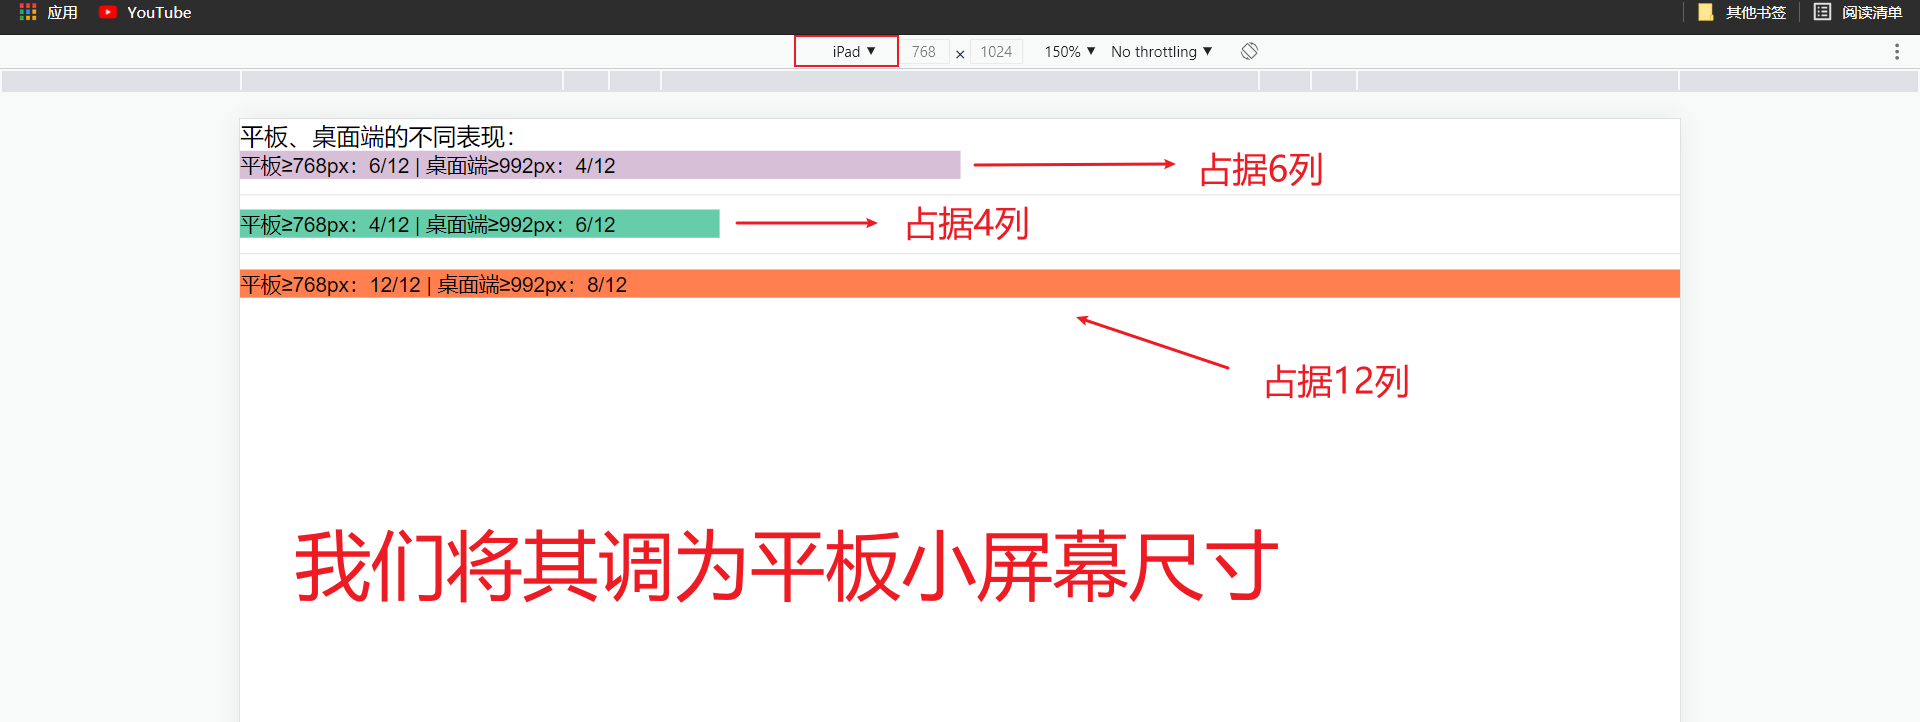 应用 YouTube 其他书签 阅读清单
iPad ▼ 768 × 1024 150% ▼ No throttling ▼
平板、桌面端的不同表现：
平板≥768px：6/12 | 桌面端≥992px：4/12
占据6列
平板≥768px：4/12 | 桌面端≥992px：6/12
占据4列
平板≥768px：12/12 | 桌面端≥992px：8/12
占据12列
我们将其调为平板小屏幕尺寸